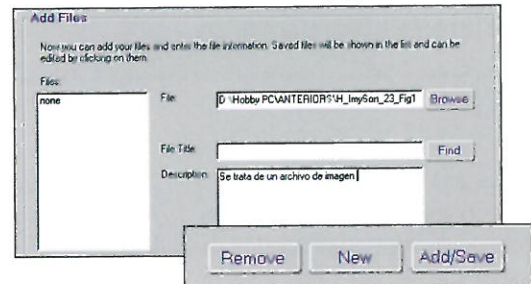 Add Files
Now you can add your files and enter the file information. Saved files will be shown in the list and can be
edited by clicking on them.
Files:
none
File:
D:\Hobby PC\ANTERIORS\H_ImySon_23_Fig1
Browse
File Title:
Find
Description:
Se trata de un archivo de imagen
Remove
New
Add/Save